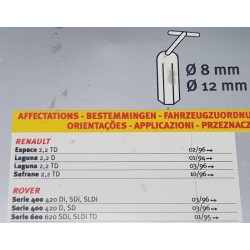 Ø 8 mm
Ø 12 mm
AFFECTATIONS - BESTEMMINGEN - FAHRZEUGZUORDNU
ORIENTAÇÕES - APPLICAZIONI - PRZEZNACZ
RENAULT
Espace 2,2 TD 02/96→
Laguna 2,2 D 01/94→
Laguna 2,2 TD 03/96→
Safrane 2,2 TD 10/96→
ROVER
Serie 400 420 Di, SDi, SLDi 03/96→
Serie 400 420 D, SD 03/96→
Serie 600 620 SDi, SLDi TD 01/95→